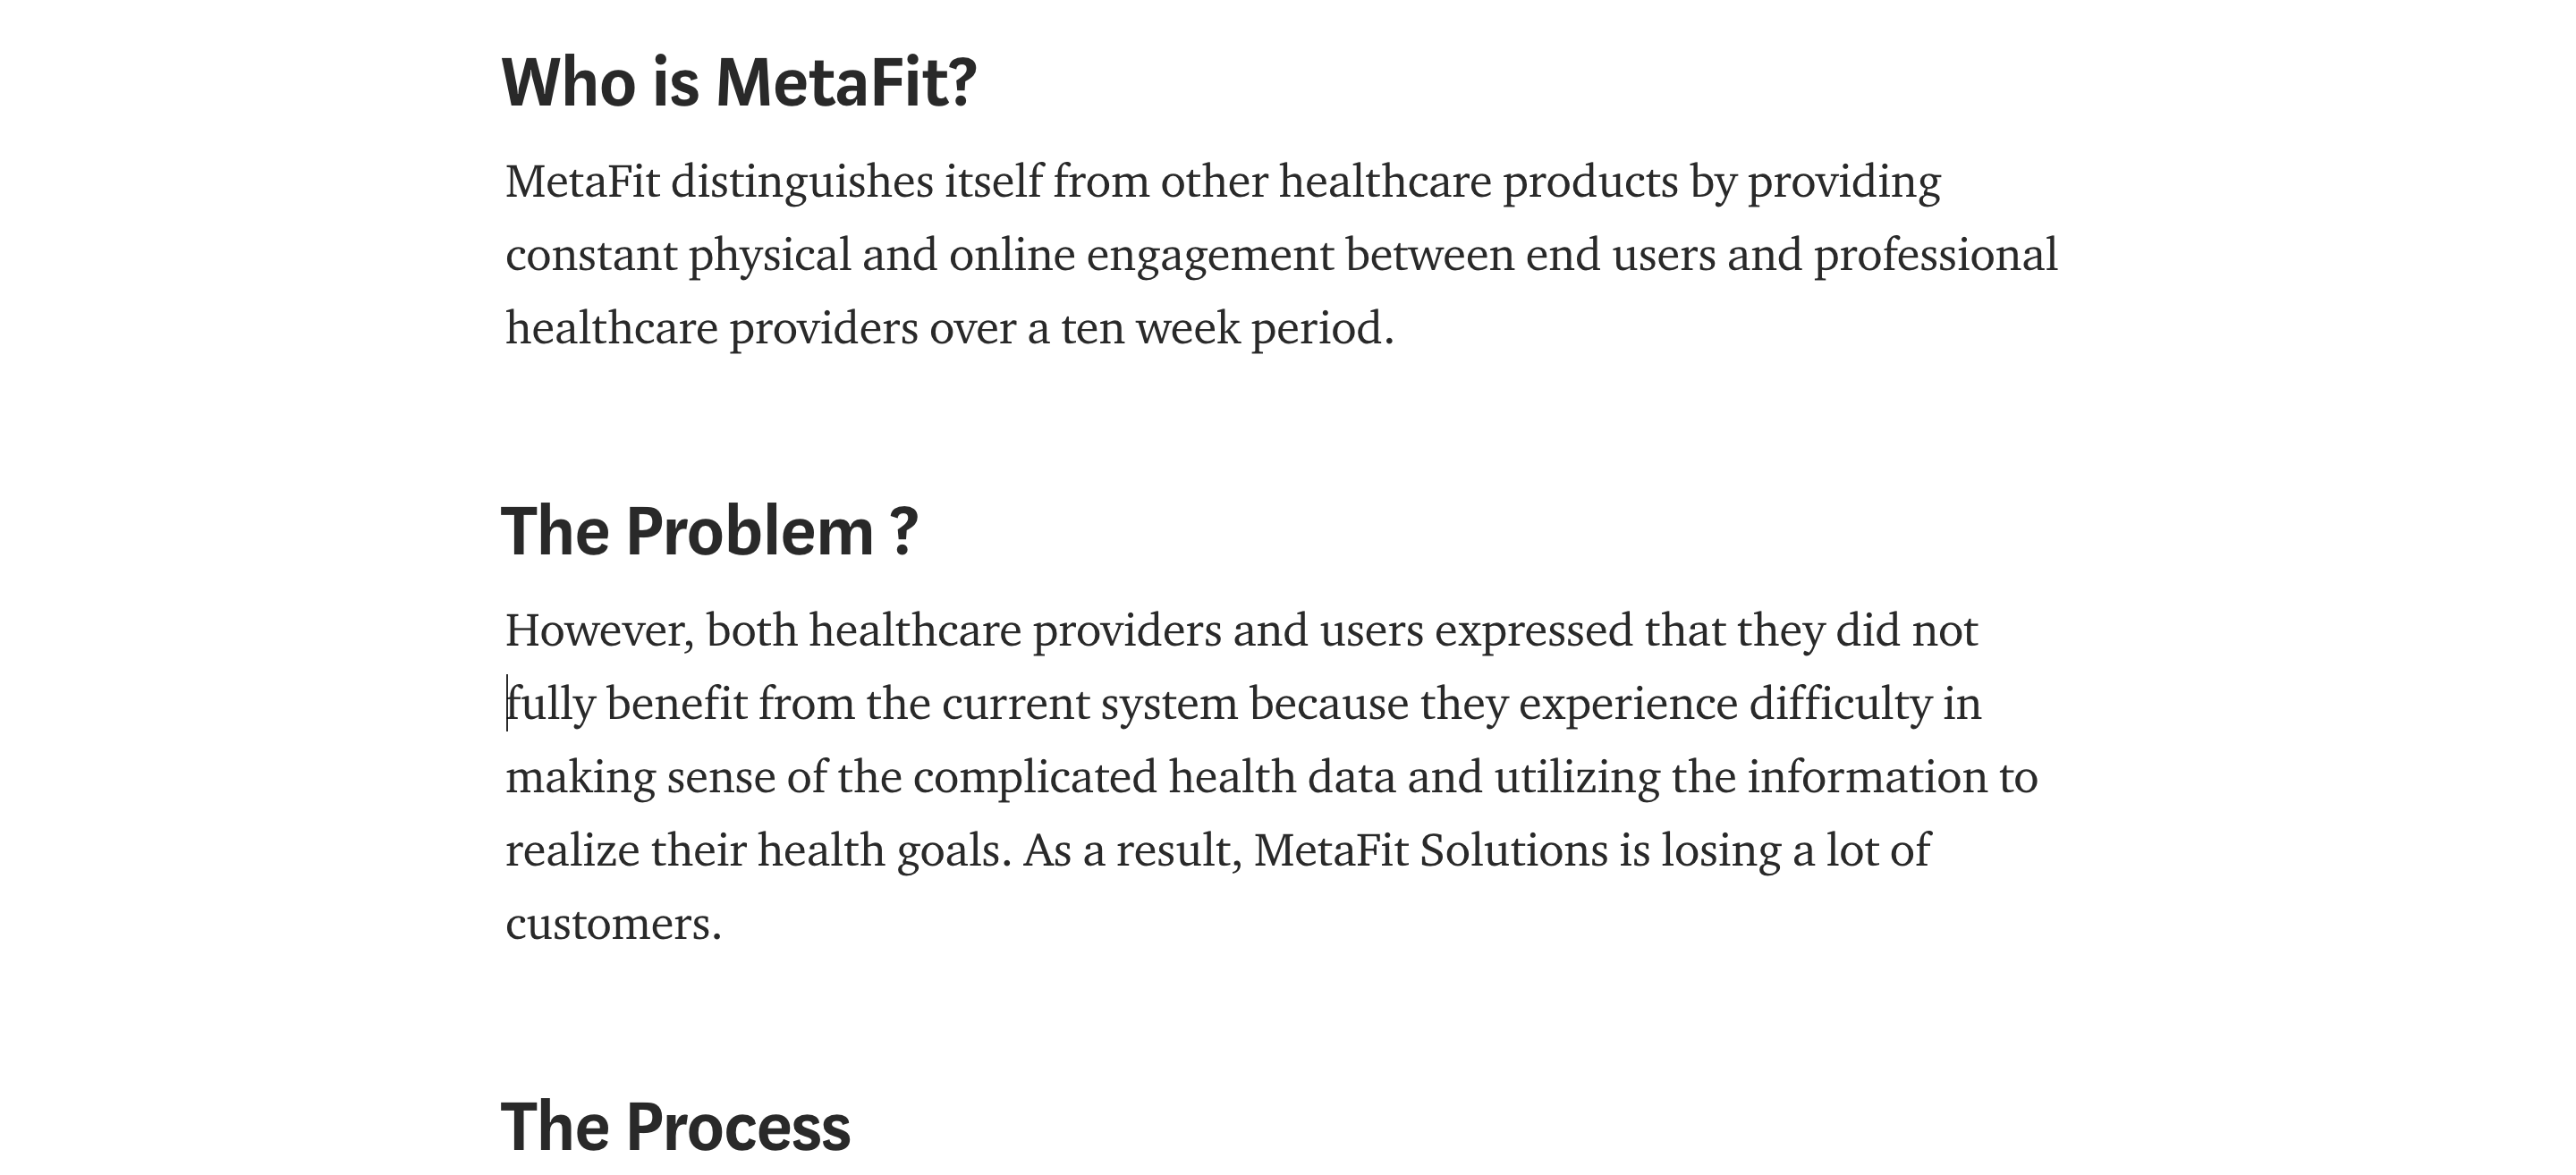 Who is MetaFit?
MetaFit distinguishes itself from other healthcare products by providing
constant physical and online engagement between end users and professional
healthcare providers over a ten week period.
The Problem ?
However, both healthcare providers and users expressed that they did not
fully benefit from the current system because they experience difficulty in
making sense of the complicated health data and utilizing the information to
realize their health goals. As a result, MetaFit Solutions is losing a lot of
customers.
The Process